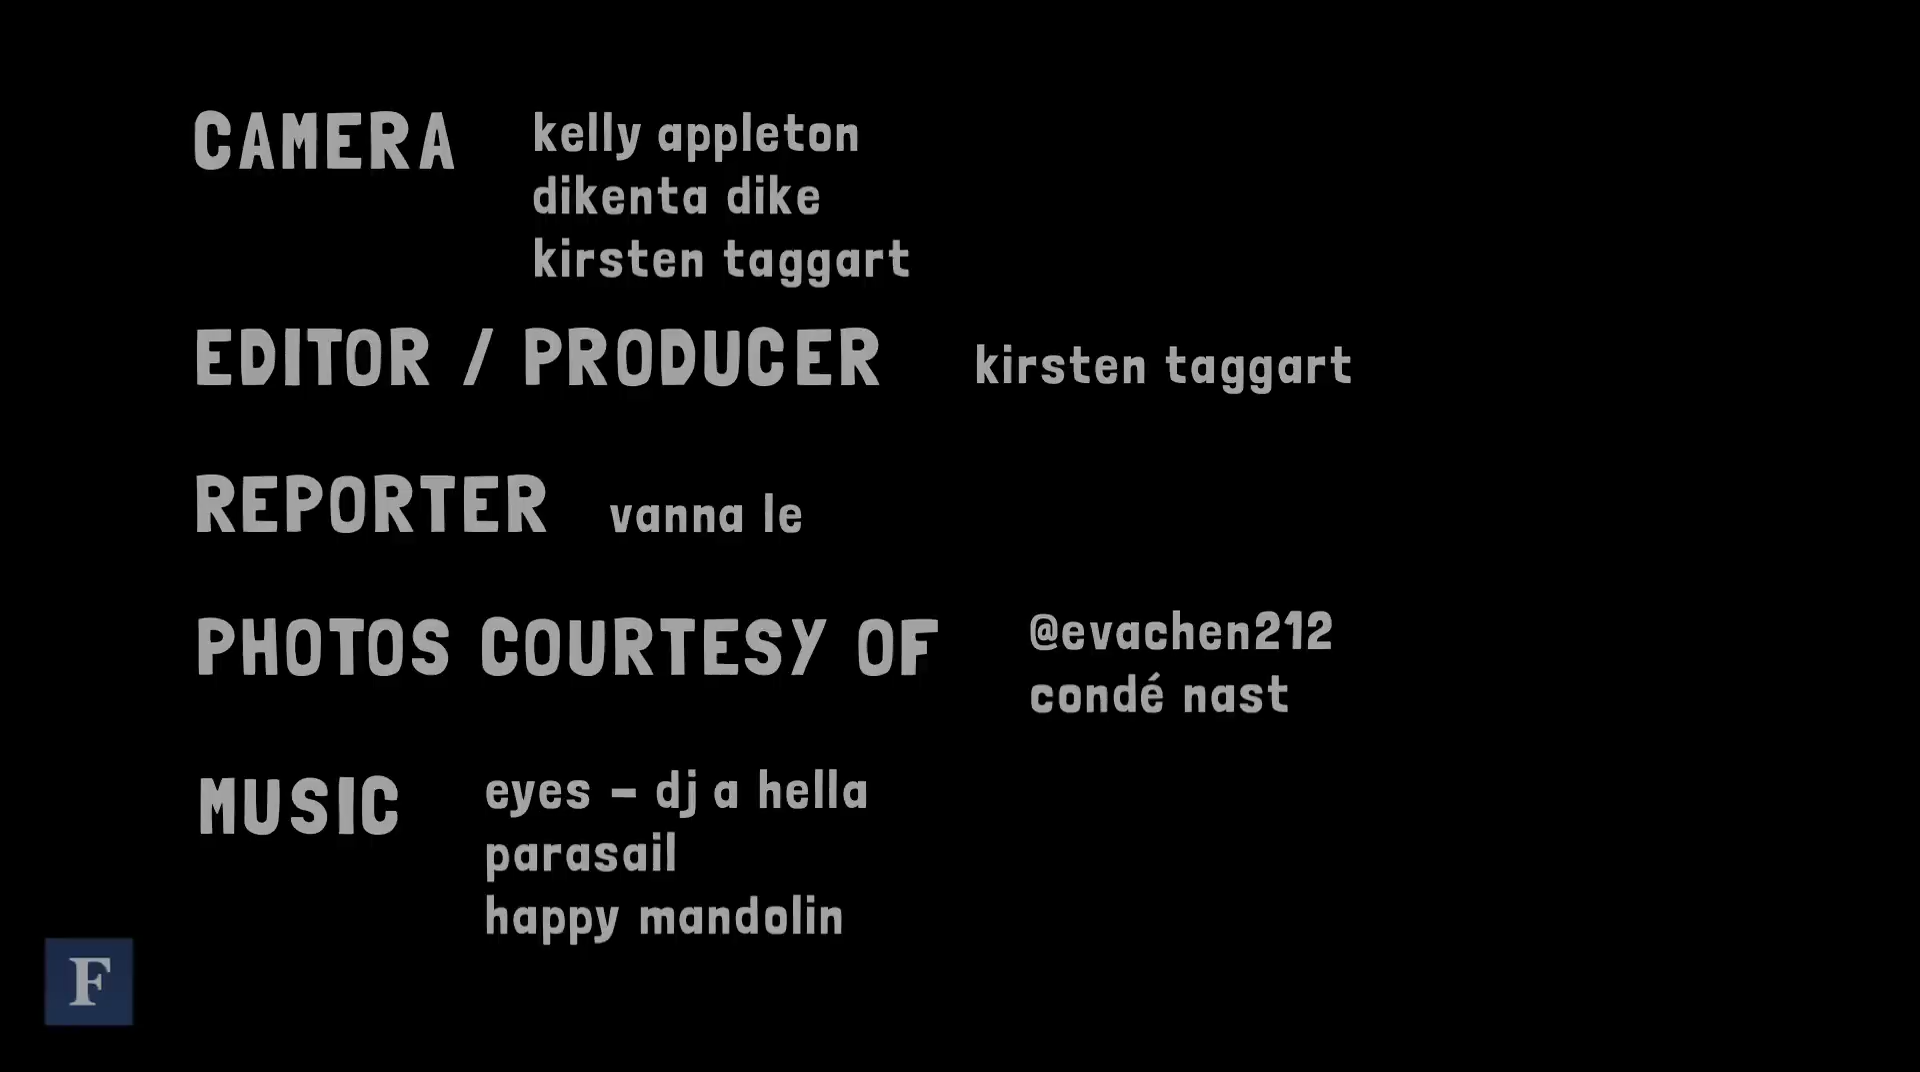 CAMERA kelly appleton
dikenta dike
kirsten taggart
EDITOR / PRODUCER kirsten taggart
REPORTER vanna le
PHOTOS COURTESY OF @evachen212
condé nast
MUSIC eyes – dj a hella
parasail
happy mandolin
F